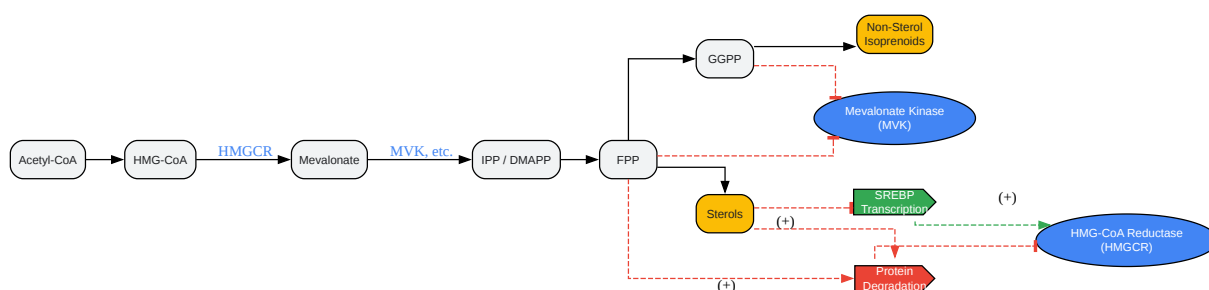 Non-Sterol
Isoprenoids
GGPP
Mevalonate Kinase
(MVK)
Acetyl-CoA
HMG-CoA
HMGCR
Mevalonate
MVK, etc.
IPP / DMAPP
FPP
Sterols
(+)
SREBP
Transcription
(+)
HMG-CoA Reductase
(HMGCR)
Protein
Degradation
(+)